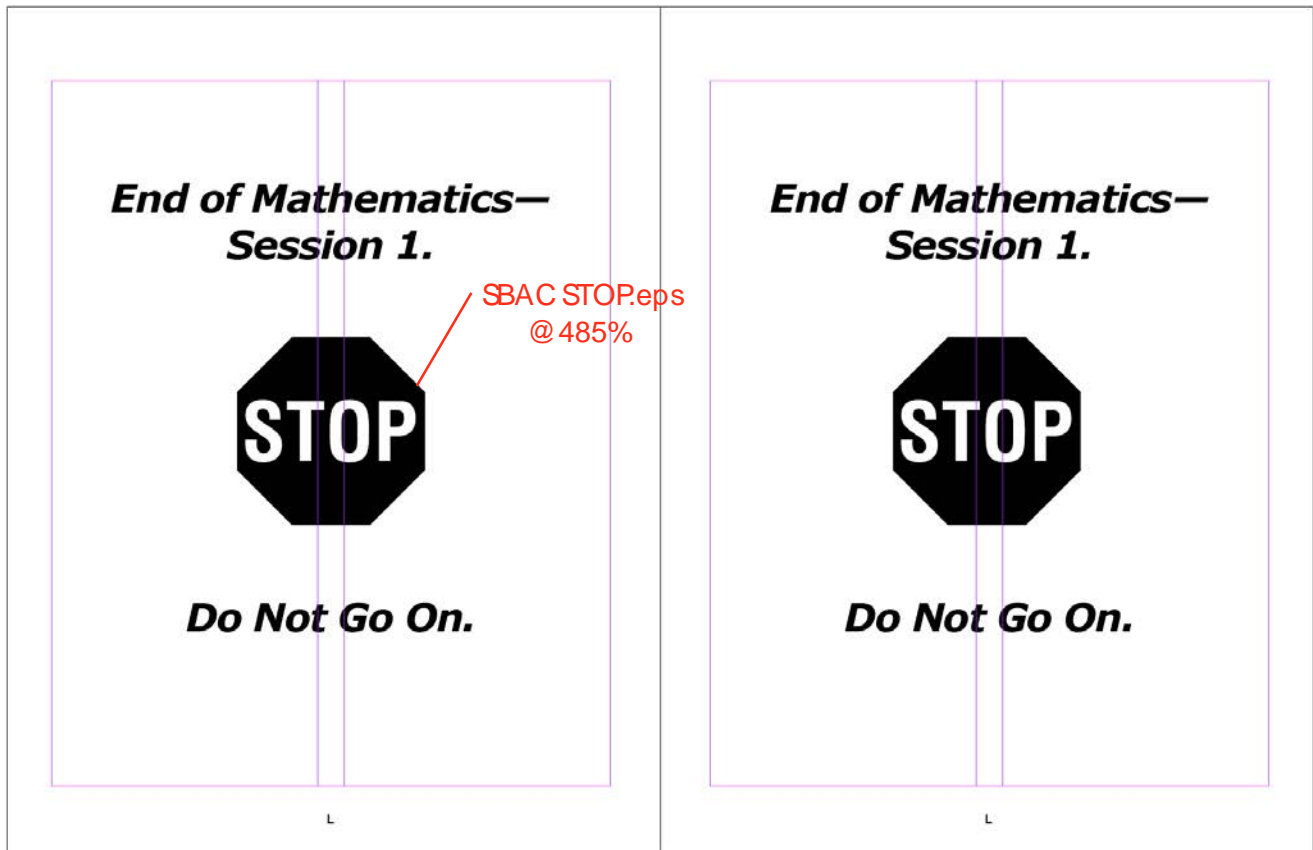 End of Mathematics—
Session 1.
SBAC STOP.eps
@ 485%
STOP
Do Not Go On.
L
End of Mathematics—
Session 1.
STOP
Do Not Go On.
L